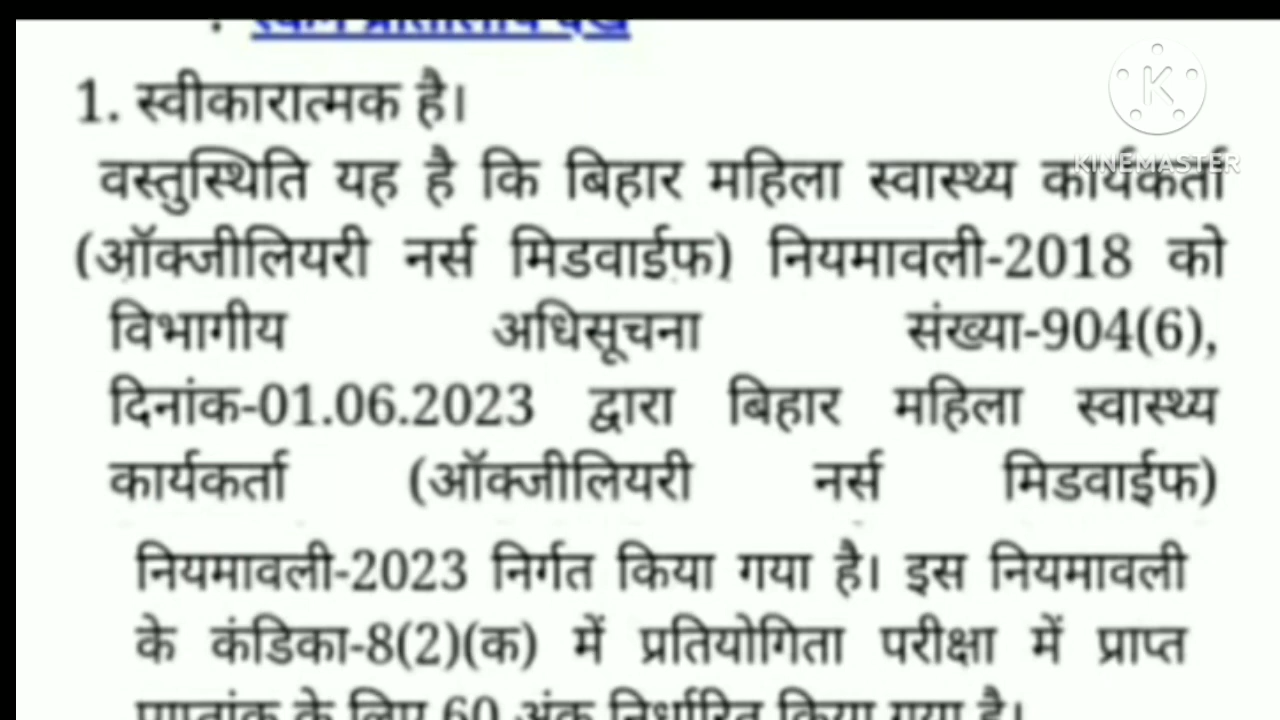 1. स्वीकारात्मक है।
KINEMASTER
वस्तुस्थिति यह है कि बिहार महिला स्वास्थ्य कार्यकर्ता
(ऑक्जीलियरी नर्स मिडवाईफ) नियमावली-2018 को
विभागीय अधिसूचना संख्या-904(6),
दिनांक-01.06.2023 द्वारा बिहार महिला स्वास्थ्य
कार्यकर्ता (ऑक्जीलियरी नर्स मिडवाईफ)
नियमावली-2023 निर्गत किया गया है। इस नियमावली
के कंडिका-8(2)(क) में प्रतियोगिता परीक्षा में प्राप्त
प्राप्तांक के लिए 60 अंक निर्धारित किया गया है।